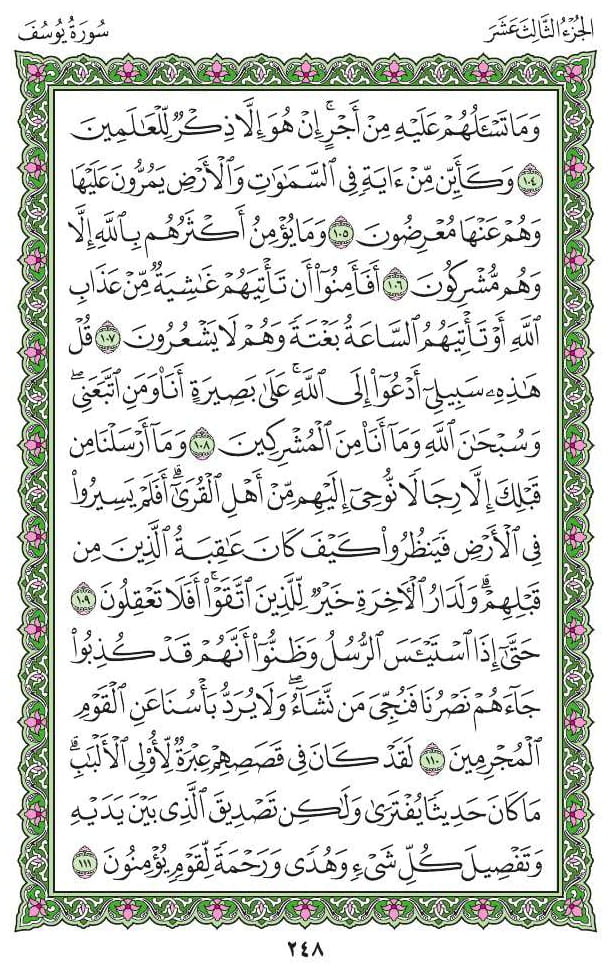 الجزء الثالث عشر
سورة يوسف
وَمَا تَسْـَٔلُهُمْ عَلَيْهِ مِنْ أَجْرٍ ۚ إِنْ هُوَ إِلَّا ذِكْرٌ لِّلْعَـٰلَمِينَ
١٠٤ وَكَأَيِّن مِّنْ ءَايَةٍ فِى ٱلسَّمَـٰوَٰتِ وَٱلْأَرْضِ يَمُرُّونَ عَلَيْهَا
وَهُمْ عَنْهَا مُعْرِضُونَ ١٠٥ وَمَا يُؤْمِنُ أَكْثَرُهُم بِٱللَّهِ إِلَّا
وَهُم مُّشْرِكُونَ ١٠٦ أَفَأَمِنُوٓا۟ أَن تَأْتِيَهُمْ غَـٰشِيَةٌ مِّنْ عَذَابِ
ٱللَّهِ أَوْ تَأْتِيَهُمُ ٱلسَّاعَةُ بَغْتَةً وَهُمْ لَا يَشْعُرُونَ ١٠٧ قُلْ
هَـٰذِهِۦ سَبِيلِىٓ أَدْعُوٓا۟ إِلَى ٱللَّهِ ۚ عَلَىٰ بَصِيرَةٍ أَنَا۠ وَمَنِ ٱتَّبَعَنِى ۖ
وَسُبْحَـٰنَ ٱللَّهِ وَمَآ أَنَا۠ مِنَ ٱلْمُشْرِكِينَ ١٠٨ وَمَآ أَرْسَلْنَا مِن
قَبْلِكَ إِلَّا رِجَالًا نُّوحِىٓ إِلَيْهِم مِّنْ أَهْلِ ٱلْقُرَىٰٓ ۗ أَفَلَمْ يَسِيرُوا۟
فِى ٱلْأَرْضِ فَيَنظُرُوا۟ كَيْفَ كَانَ عَـٰقِبَةُ ٱلَّذِينَ مِن
قَبْلِهِمْ ۗ وَلَدَارُ ٱلْـَٔاخِرَةِ خَيْرٌ لِّلَّذِينَ ٱتَّقَوْا۟ ۗ أَفَلَا تَعْقِلُونَ ١٠٩
حَتَّىٰٓ إِذَا ٱسْتَيْـَٔسَ ٱلرُّسُلُ وَظَنُّوٓا۟ أَنَّهُمْ قَدْ كُذِبُوا۟
جَآءَهُمْ نَصْرُنَا فَنُجِّىَ مَن نَّشَآءُ ۖ وَلَا يُرَدُّ بَأْسُنَا عَنِ ٱلْقَوْمِ
ٱلْمُجْرِمِينَ ١١٠ لَقَدْ كَانَ فِى قَصَصِهِمْ عِبْرَةٌ لِّأُو۟لِى ٱلْأَلْبَـٰبِ ۗ
مَا كَانَ حَدِيثًا يُفْتَرَىٰ وَلَـٰكِن تَصْدِيقَ ٱلَّذِى بَيْنَ يَدَيْهِ
وَتَفْصِيلَ كُلِّ شَىْءٍ وَهُدًى وَرَحْمَةً لِّقَوْمٍ يُؤْمِنُونَ ١١١
٢٤٨